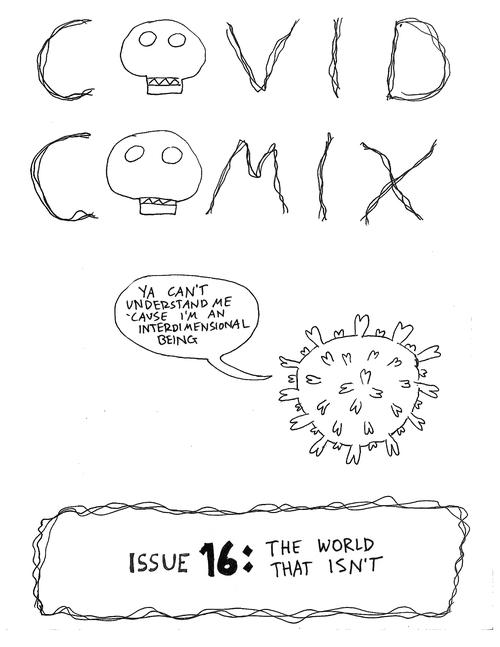 COVID
COMIX
YA CAN'T
UNDERSTAND ME
'CAUSE I'M AN
INTERDIMENSIONAL
BEING
ISSUE 16: THE WORLD
THAT ISN'T